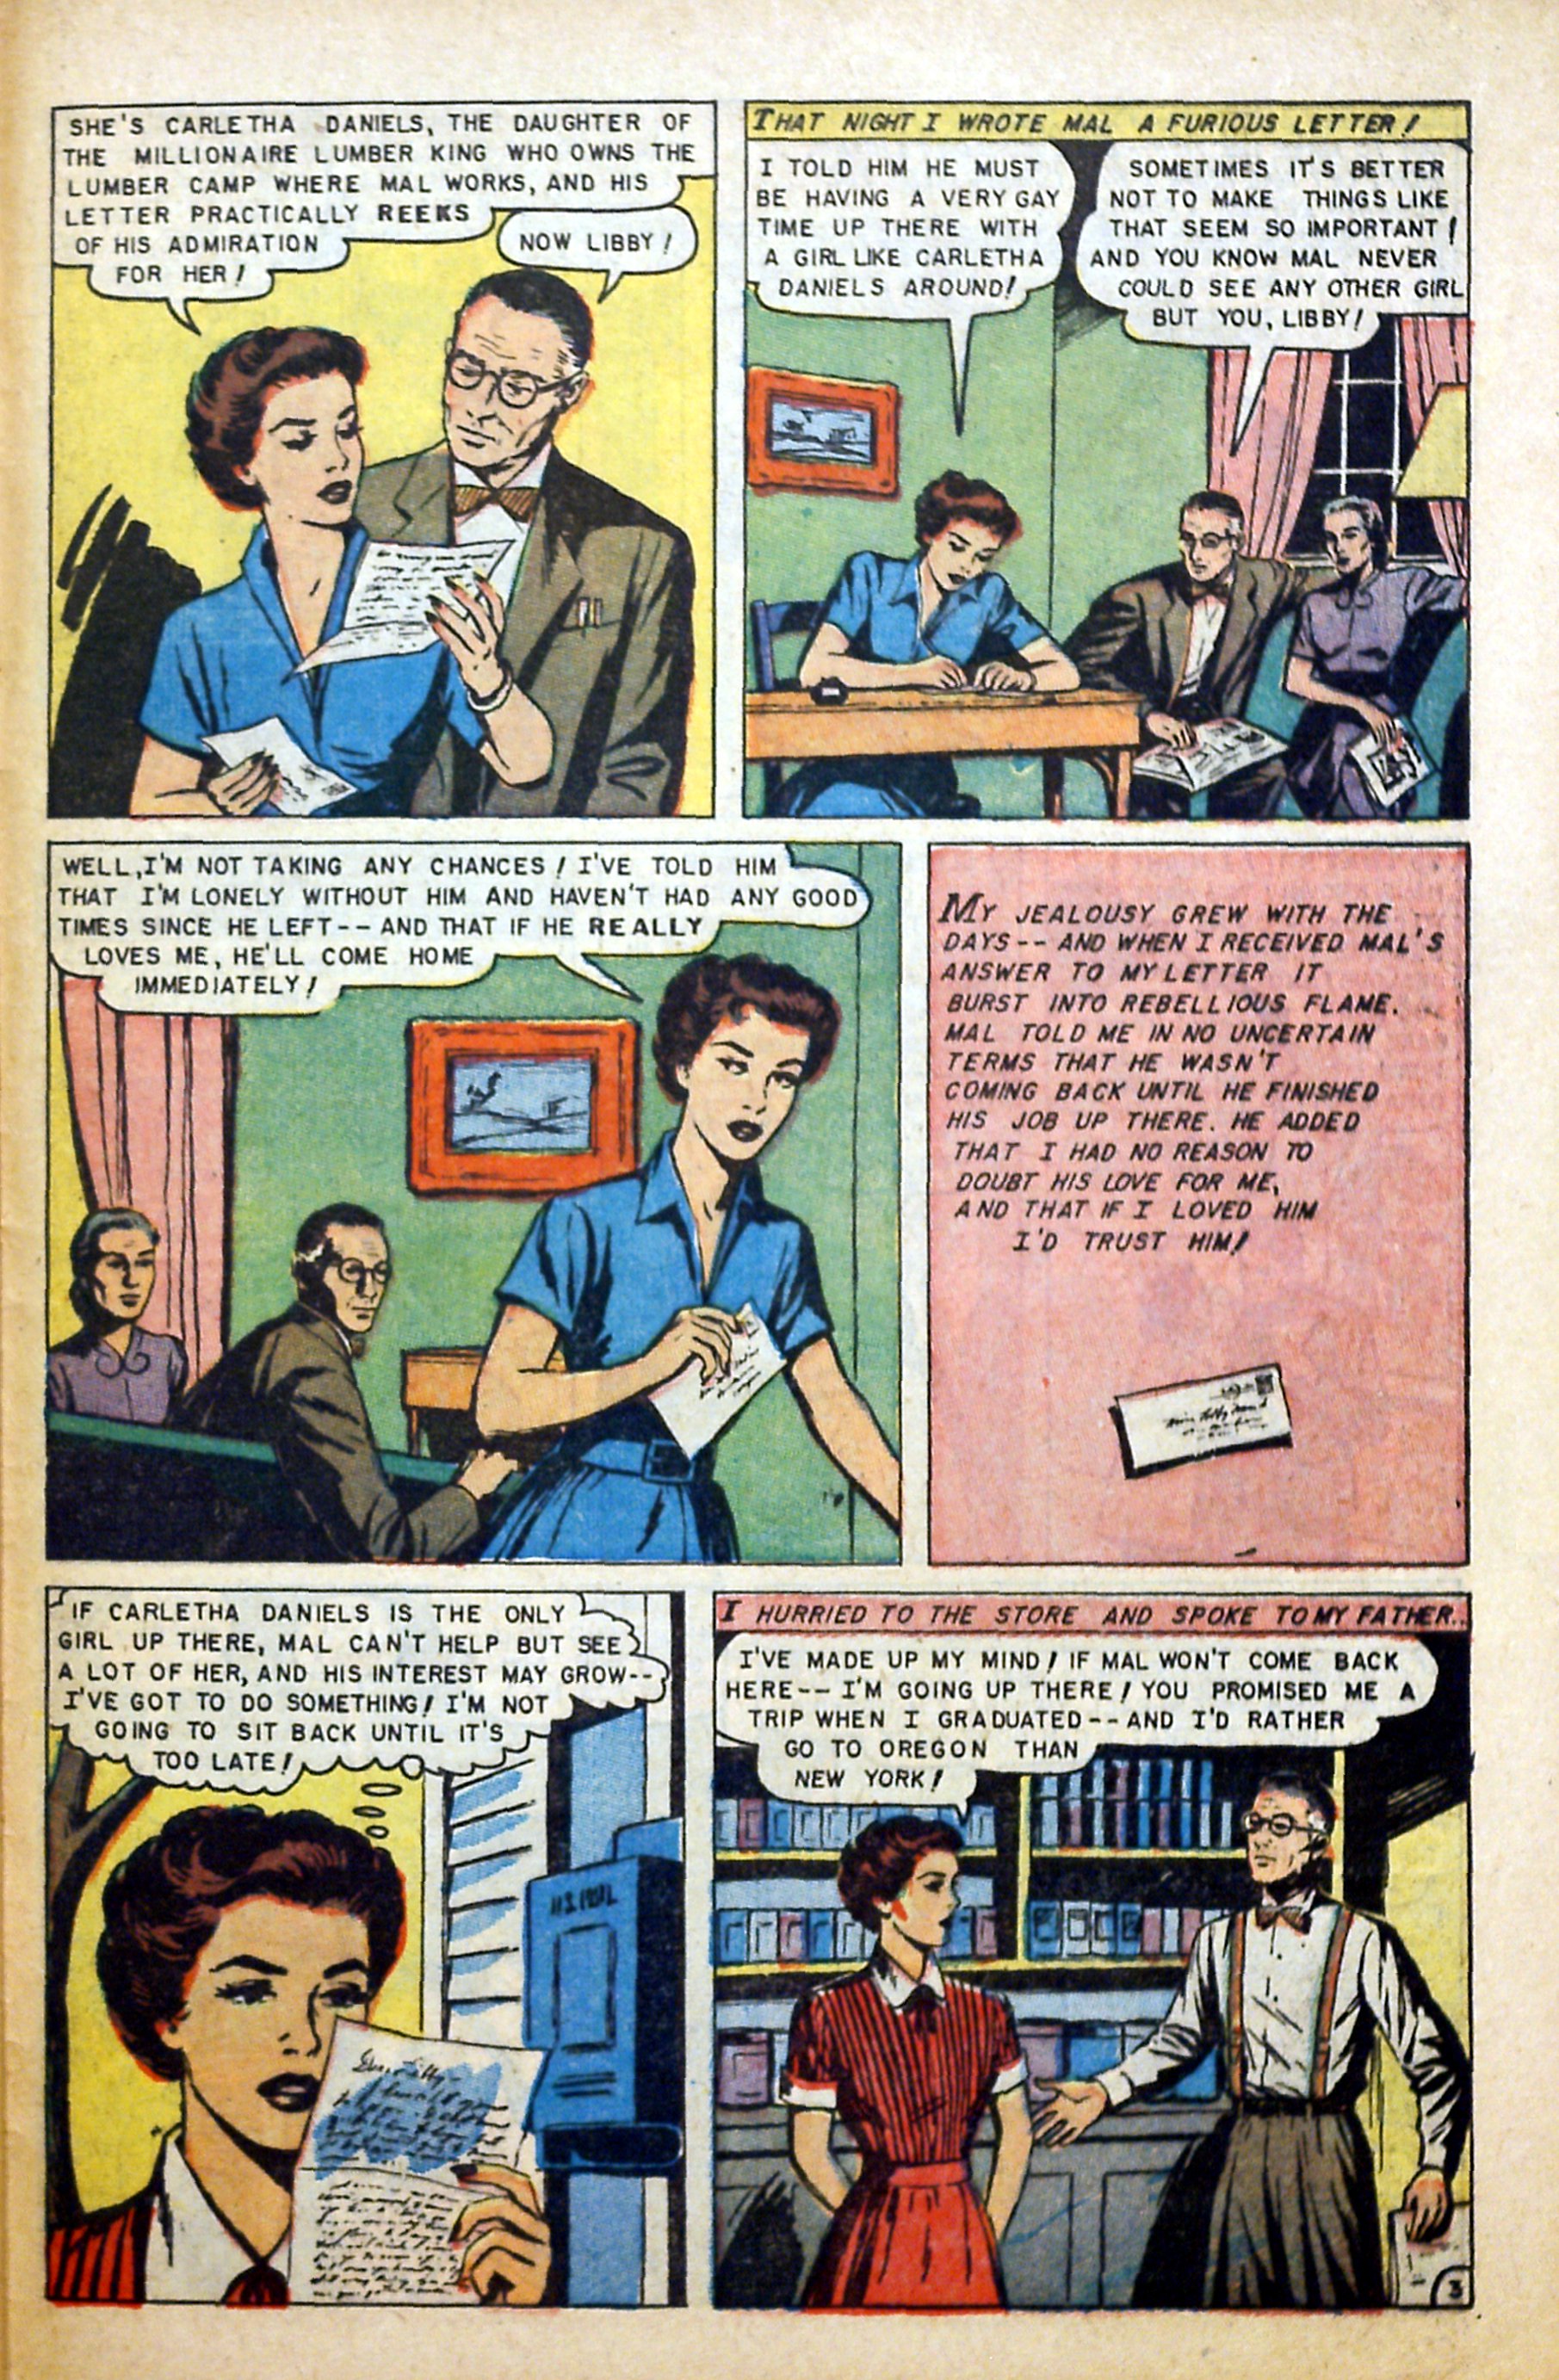 SHE'S CARLETHA DANIELS, THE DAUGHTER OF
THE MILLIONAIRE LUMBER KING WHO OWNS THE
LUMBER CAMP WHERE MAL WORKS, AND HIS
LETTER PRACTICALLY REEKS
OF HIS ADMIRATION
FOR HER!
NOW LIBBY!
THAT NIGHT I WROTE MAL A FURIOUS LETTER!
I TOLD HIM HE MUST
BE HAVING A VERY GAY
TIME UP THERE WITH
A GIRL LIKE CARLETHA
DANIELS AROUND!
SOMETIMES IT'S BETTER
NOT TO MAKE THINGS LIKE
THAT SEEM SO IMPORTANT!
AND YOU KNOW MAL NEVER
COULD SEE ANY OTHER GIRL
BUT YOU, LIBBY!
WELL, I'M NOT TAKING ANY CHANCES! I'VE TOLD HIM
THAT I'M LONELY WITHOUT HIM AND HAVEN'T HAD ANY GOOD
TIMES SINCE HE LEFT-- AND THAT IF HE REALLY
LOVES ME, HE'LL COME HOME
IMMEDIATELY!
MY JEALOUSY GREW WITH THE
DAYS-- AND WHEN I RECEIVED MAL'S
ANSWER TO MY LETTER IT
BURST INTO REBELLIOUS FLAME.
MAL TOLD ME IN NO UNCERTAIN
TERMS THAT HE WASN'T
COMING BACK UNTIL HE FINISHED
HIS JOB UP THERE. HE ADDED
THAT I HAD NO REASON TO
DOUBT HIS LOVE FOR ME,
AND THAT IF I LOVED HIM
I'D TRUST HIM!
IF CARLETHA DANIELS IS THE ONLY
GIRL UP THERE, MAL CAN'T HELP BUT SEE
A LOT OF HER, AND HIS INTEREST MAY GROW--
I'VE GOT TO DO SOMETHING! I'M NOT
GOING TO SIT BACK UNTIL IT'S
TOO LATE!
U.S. MAIL
Dear Libby-
I HURRIED TO THE STORE AND SPOKE TO MY FATHER..
I'VE MADE UP MY MIND! IF MAL WON'T COME BACK
HERE-- I'M GOING UP THERE! YOU PROMISED ME A
TRIP WHEN I GRADUATED-- AND I'D RATHER
GO TO OREGON THAN
NEW YORK!
3